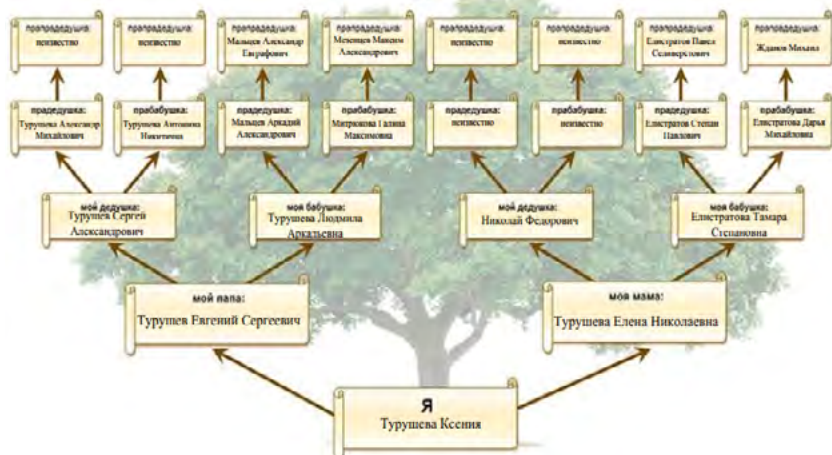 прапрадедушка:
неизвестно
прапрадедушка:
неизвестно
прапрадедушка:
Мальцев Александр
Евграфович
прапрадедушка:
Мезенцев Максим
Александрович
прапрадедушка:
неизвестно
прапрадедушка:
неизвестно
прапрадедушка:
Елистратов Павел
Селиверстович
прапрадедушка:
Жданов Михаил
прадедушка:
Турушев Александр
Михайлович
прабабушка:
Турушева Антонина
Никитична
прадедушка:
Мальцев Аркадий
Александрович
прабабушка:
Митрюкова Галина
Максимовна
прадедушка:
неизвестно
прабабушка:
неизвестно
прадедушка:
Елистратов Степан
Павлович
прабабушка:
Елистратова Дарья
Михайловна
мой дедушка:
Турушев Сергей
Александрович
моя бабушка:
Турушева Людмила
Аркадьевна
мой дедушка:
Николай Федорович
моя бабушка:
Елистратова Тамара
Степановна
мой папа:
Турушев Евгений Сергеевич
моя мама:
Турушева Елена Николаевна
Я
Турушева Ксения